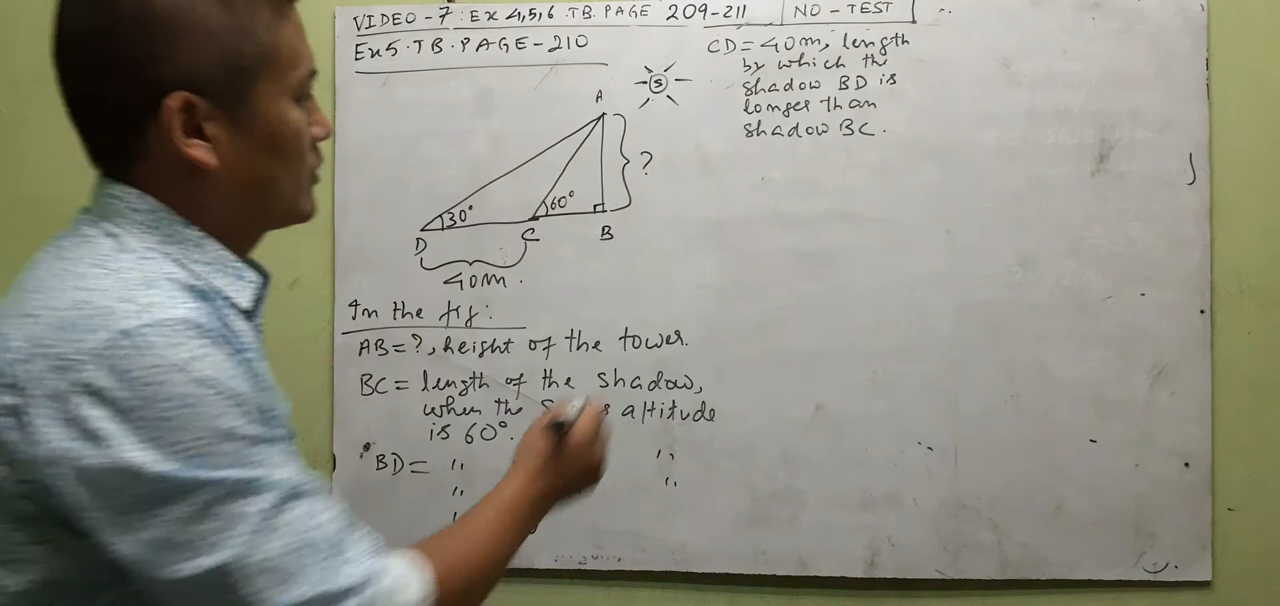 VIDEO - 7 : Ex 4,5,6 .TB. PAGE 209-211 NO - TEST
Ex 5. TB. PAGE - 210
CD = 40m, length
by which the
shadow BD is
longer than
shadow BC.
S
A
?
30°
60°
D
C
B
40m.
In the fig:
AB = ?, height of the tower.
BC = length of the shadow,
when the altitude
is 60°.
BD = " "
" "